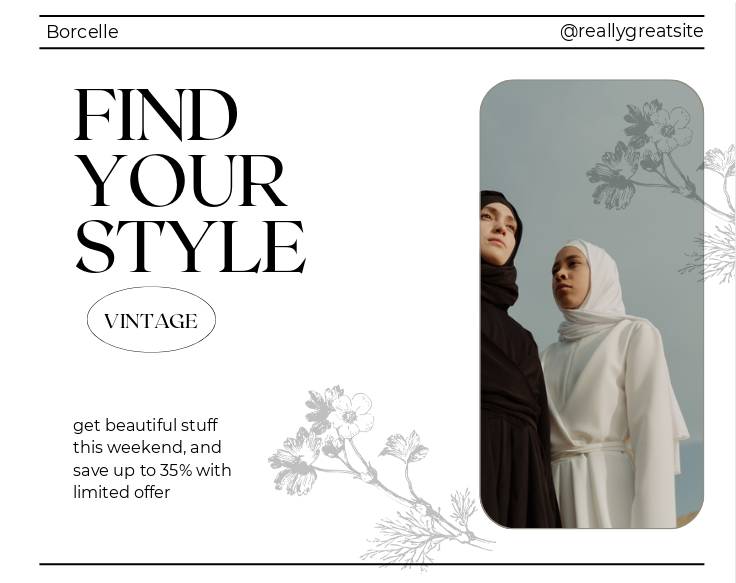 Borcelle
@reallygreatsite
FIND
YOUR
STYLE
VINTAGE
get beautiful stuff
this weekend, and
save up to 35% with
limited offer